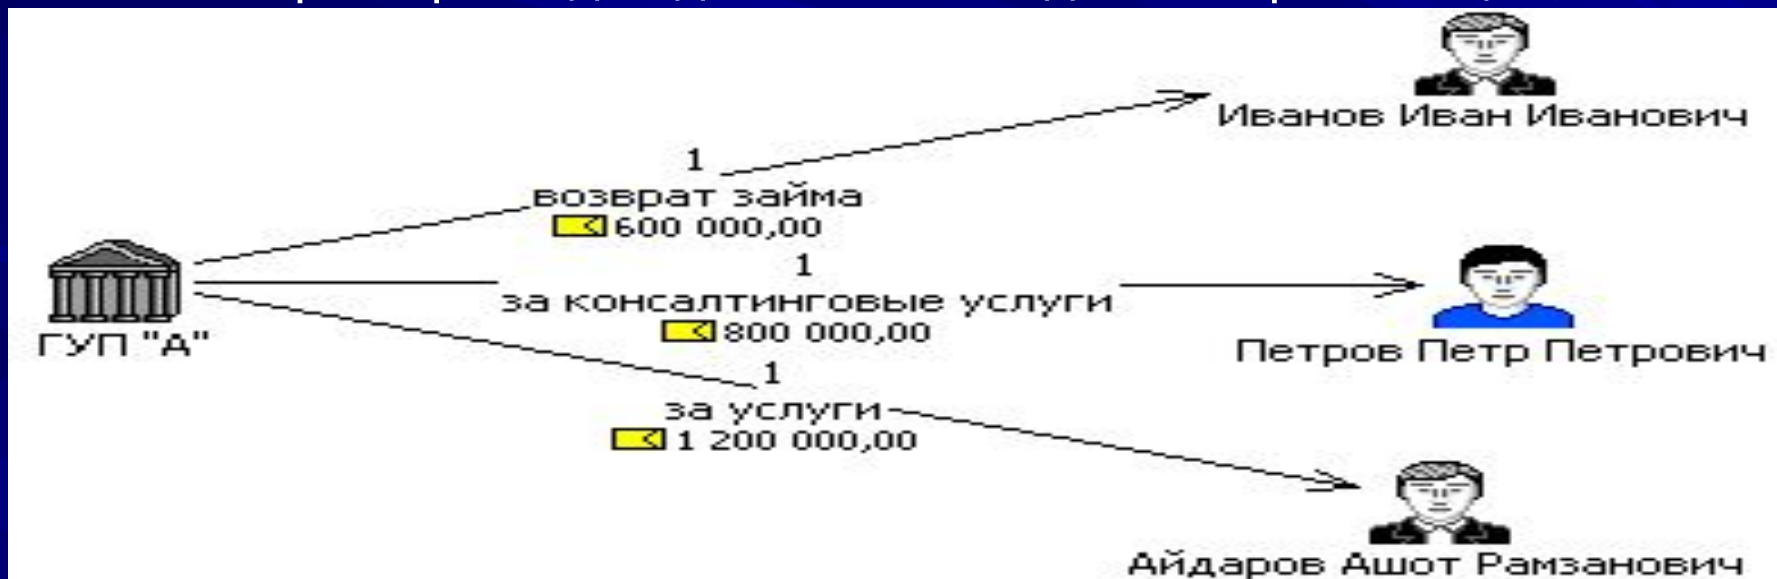 Иванов Иван Иванович
1
возврат займа
600 000,00
1
за консалтинговые услуги
800 000,00
ГУП "А"
Петров Петр Петрович
1
за услуги
1 200 000,00
Айдаров Ашот Рамзанович